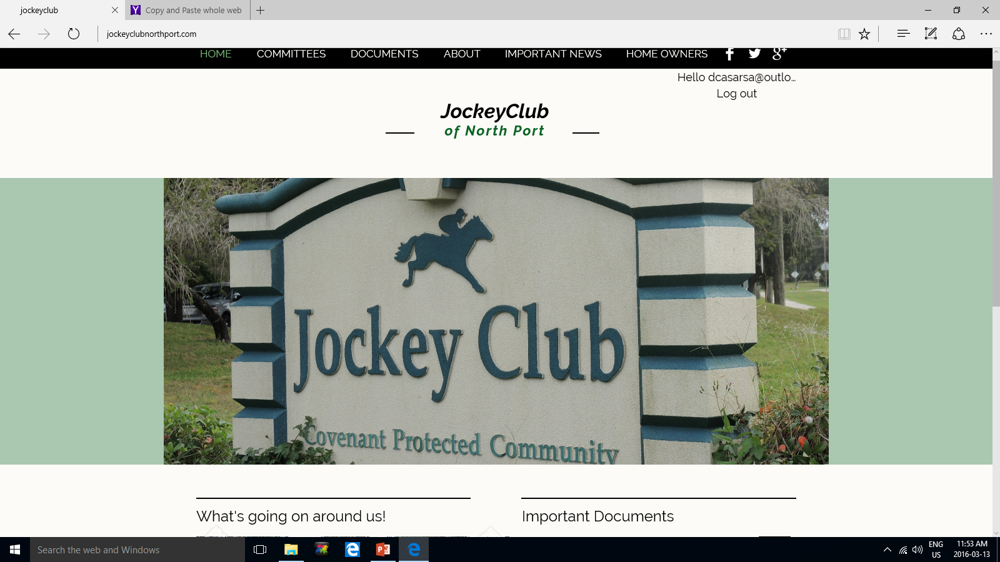 jockeyclub
Copy and Paste whole web
jockeyclubnorthport.com
HOME COMMITTEES DOCUMENTS ABOUT IMPORTANT NEWS HOME OWNERS
Hello dcasarsa@outlo...
Log out
JockeyClub
of North Port
Jockey Club
Covenant Protected Community
What's going on around us!
Important Documents
Search the web and Windows
ENG
US
11:53 AM
2016-03-13